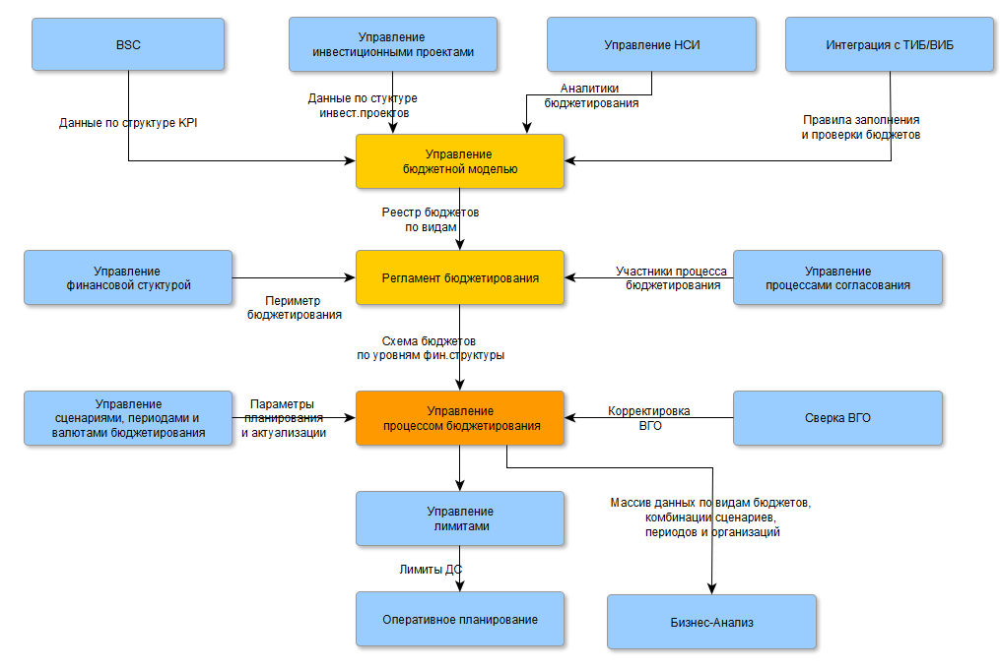 BSC
Управление
инвестиционными проектами
Управление НСИ
Интеграция с ТИБ/ВИБ
Данные по структуре KPI
Данные по стуктуре
инвест.проектов
Аналитики
бюджетирования
Правила заполнения
и проверки бюджетов
Управление
бюджетной моделью
Реестр бюджетов
по видам
Управление
финансовой стуктурой
Периметр
бюджетирования
Регламент бюджетирования
Участники процесса
бюджетирования
Управление
процессами согласования
Схема бюджетов
по уровням фин.структуры
Управление
сценариями, периодами и
валютами бюджетирования
Параметры
планирования
и актуализации
Управление
процессом бюджетирования
Корректировка
ВГО
Сверка ВГО
Управление
лимитами
Массив данных по видам бюджетов,
комбинации сценариев,
периодов и организаций
Лимиты ДС
Оперативное планирование
Бизнес-Анализ